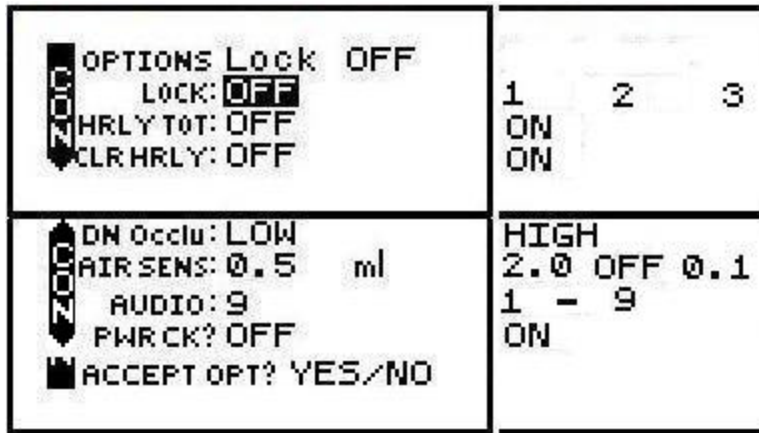 OPTIONS Lock OFF
LOCK: OFF 1 2 3
HRLY TOT: OFF ON
CLR HRLY: OFF ON
CON
DN Occlu: LOW HIGH
AIR SENS: 0.5 ml 2.0 OFF 0.1
AUDIO: 9 1 - 9
PWR CK? OFF ON
ACCEPT OPT? YES/NO
CON